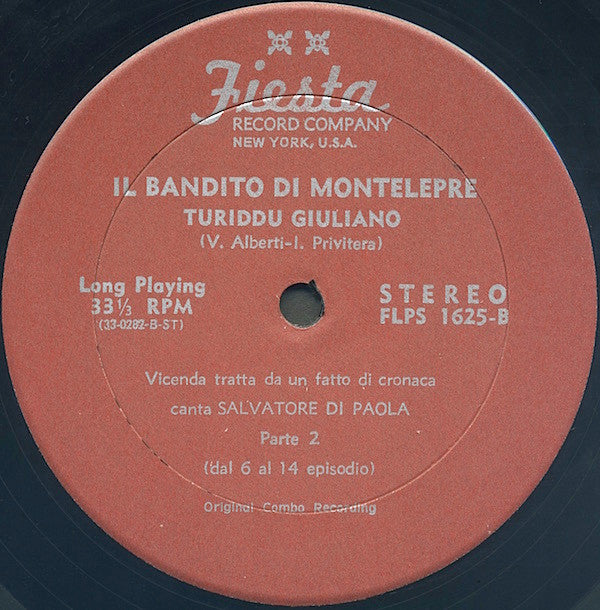 Fiesta
RECORD COMPANY
NEW YORK, U.S.A.
IL BANDITO DI MONTELEPRE
TURIDDU GIULIANO
(V. Alberti-I. Privitera)
Long Playing
33⅓ RPM
(33-0282-B-ST)
STEREO
FLPS 1625-B
Vicenda tratta da un fatto di cronaca
canta SALVATORE DI PAOLA
Parte 2
(dal 6 al 14 episodio)
Original Combo Recording